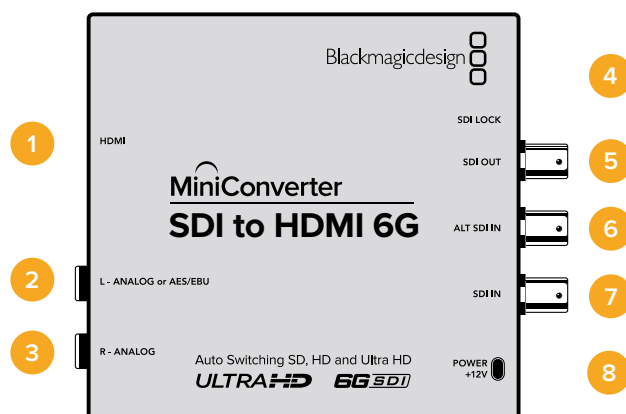 Blackmagicdesign
4
SDI LOCK
1
HDMI
SDI OUT
5
MiniConverter
SDI to HDMI 6G
ALT SDI IN
6
2
L - ANALOG or AES/EBU
SDI IN
7
3
R - ANALOG
Auto Switching SD, HD and Ultra HD
POWER
+12V
8
ULTRA HD 6G SDI